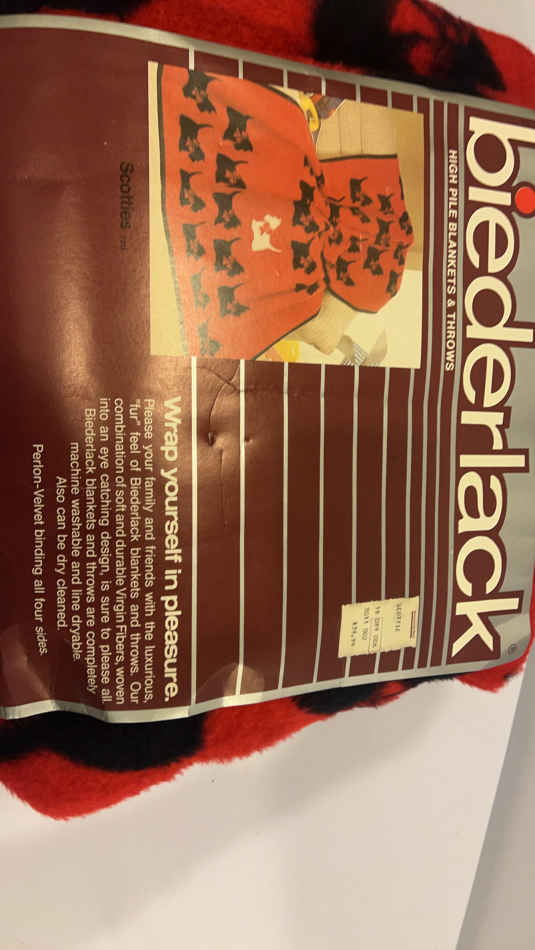 biederlack®
HIGH PILE BLANKETS & THROWS
SCOTTIE
$39.99
Scotties
Wrap yourself in pleasure.
Please your family and friends with the luxurious,
"fur" feel of Biederlack blankets and throws. Our
combination of soft and durable Virgin Fibers, woven
into an eye catching design, is sure to please all.
Biederlack blankets and throws are completely
machine washable and line dryable.
Also can be dry cleaned.
Perlon-Velvet binding all four sides.